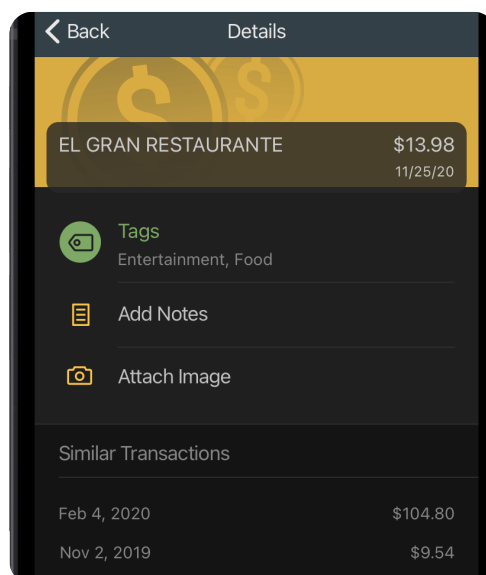 Back
Details
EL GRAN RESTAURANTE $13.98
11/25/20
Tags
Entertainment, Food
Add Notes
Attach Image
Similar Transactions
Feb 4, 2020 $104.80
Nov 2, 2019 $9.54